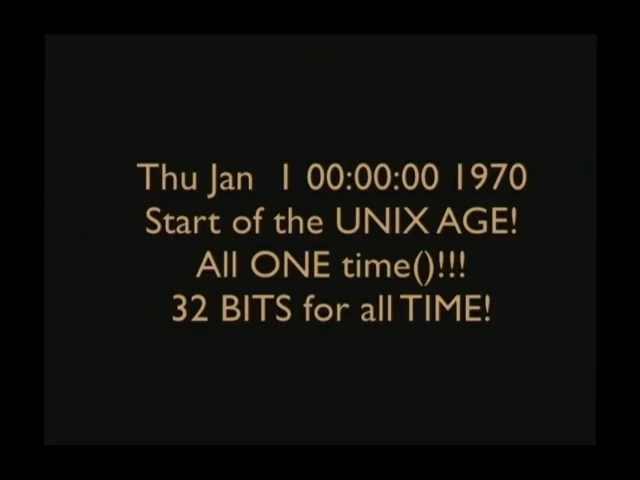 Thu Jan  1 00:00:00 1970
Start of the UNIX AGE!
All ONE time()!!!
32 BITS for all TIME!